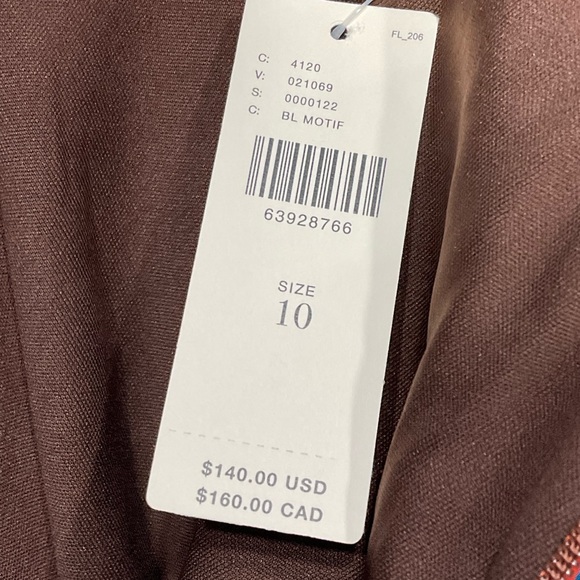 FL_206
C: 4120
V: 021069
S: 0000122
C: BL MOTIF
63928766
SIZE
10
$140.00 USD
$160.00 CAD